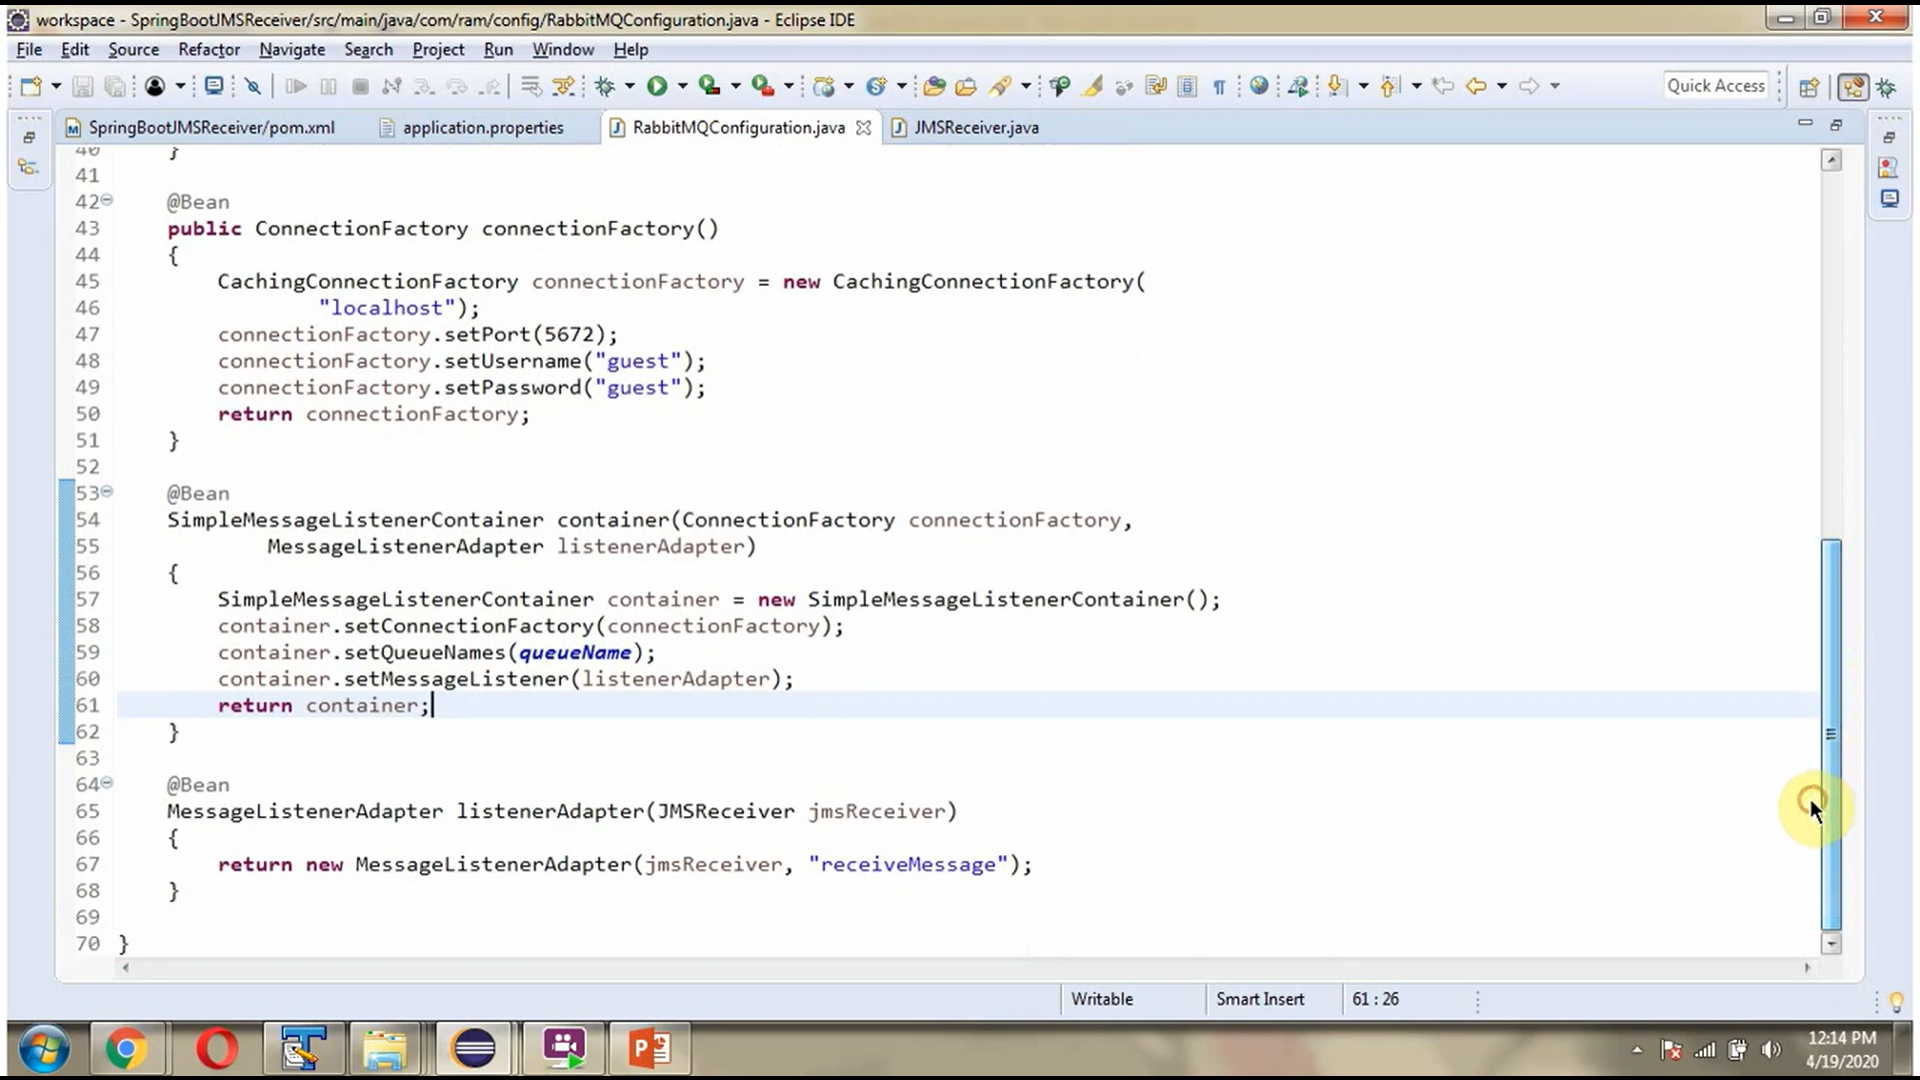 workspace - SpringBootJMSReceiver/src/main/java/com/ram/config/RabbitMQConfiguration.java - Eclipse IDE
File Edit Source Refactor Navigate Search Project Run Window Help
Quick Access
SpringBootJMSReceiver/pom.xml application.properties RabbitMQConfiguration.java JMSReceiver.java
40 }
41
42 @Bean
43 public ConnectionFactory connectionFactory()
44 {
45 CachingConnectionFactory connectionFactory = new CachingConnectionFactory(
46 "localhost");
47 connectionFactory.setPort(5672);
48 connectionFactory.setUsername("guest");
49 connectionFactory.setPassword("guest");
50 return connectionFactory;
51 }
52
53 @Bean
54 SimpleMessageListenerContainer container(ConnectionFactory connectionFactory,
55 MessageListenerAdapter listenerAdapter)
56 {
57 SimpleMessageListenerContainer container = new SimpleMessageListenerContainer();
58 container.setConnectionFactory(connectionFactory);
59 container.setQueueNames(queueName);
60 container.setMessageListener(listenerAdapter);
61 return container;
62 }
63
64 @Bean
65 MessageListenerAdapter listenerAdapter(JMSReceiver jmsReceiver)
66 {
67 return new MessageListenerAdapter(jmsReceiver, "receiveMessage");
68 }
69
70 }
Writable Smart Insert 61 : 26
12:14 PM
4/19/2020